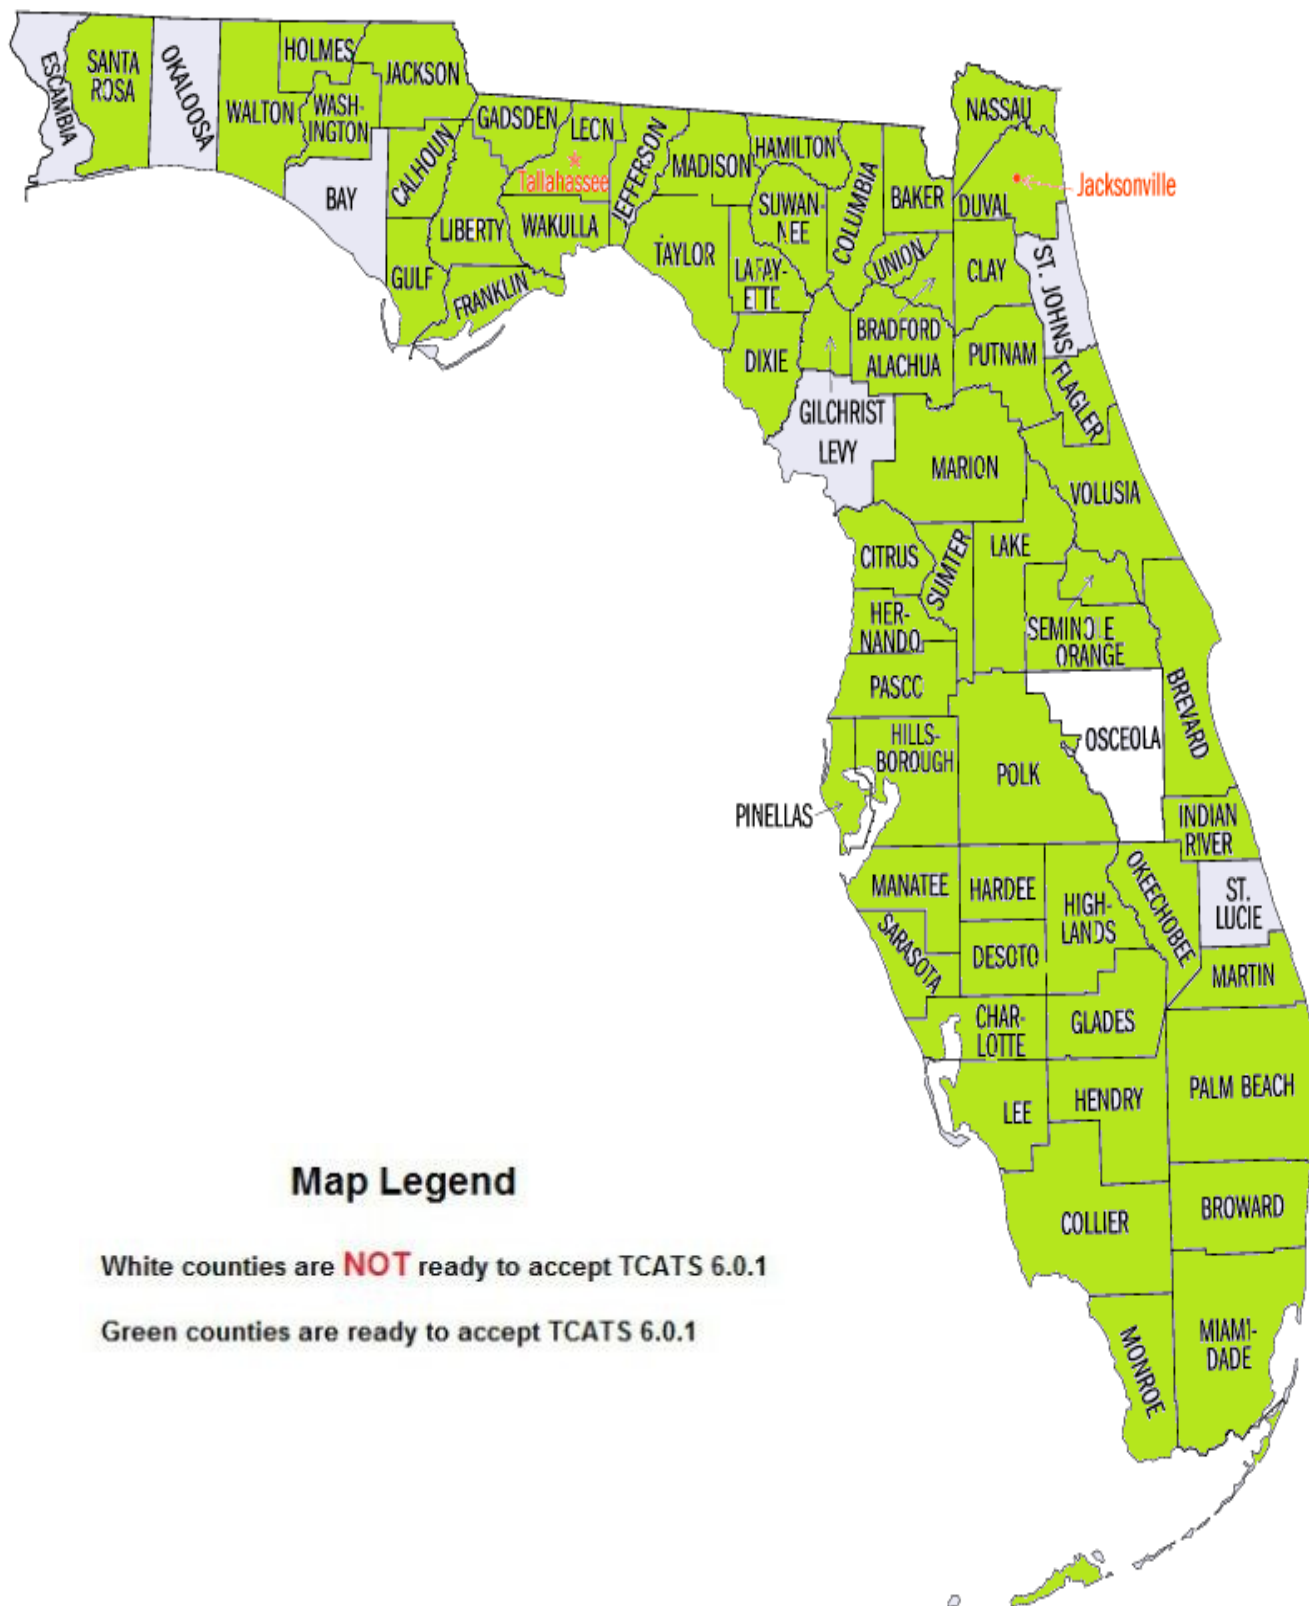 ESCAMBIA
SANTA
ROSA
OKALOOSA
WALTON
HOLMES
WASH-
INGTON
JACKSON
BAY
CALHOUN
GULF
GADSDEN
LECN
Tallahassee
LIBERTY
WAKULLA
FRANKLIN
JEFFERSON
MADISON
TAYLOR
HAMILTON
SUWAN-
NEE
LAFAY-
ETTE
DIXIE
COLUMBIA
BAKER
NASSAU
DUVAL
Jacksonville
UNION
CLAY
ST. JOHNS
BRADFORD
ALACHUA
PUTNAM
FLAGLER
GILCHRIST
LEVY
MARION
VOLUSIA
CITRUS
SUMTER
LAKE
HER-
NANDO
SEMINOLE
ORANGE
PASCC
BREVARD
HILLS-
BOROUGH
POLK
OSCEOLA
PINELLAS
INDIAN
RIVER
MANATEE
HARDEE
HIGH-
LANDS
OKEECHOBEE
ST.
LUCIE
SARASOTA
DESOTO
MARTIN
CHAR-
LOTTE
GLADES
LEE
HENDRY
PALM BEACH
COLLIER
BROWARD
MONROE
MIAMI-
DADE
Map Legend
White counties are NOT ready to accept TCATS 6.0.1
Green counties are ready to accept TCATS 6.0.1